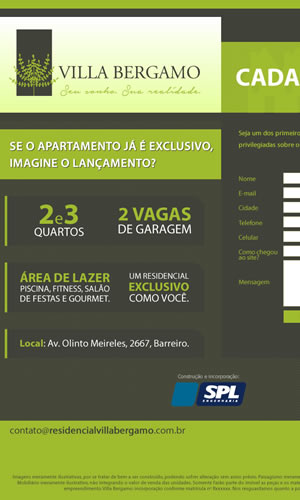 VILLA BERGAMO
Seu sonho Sua realidade
CADA
SE O APARTAMENTO JÁ É EXCLUSIVO,
IMAGINE O LANÇAMENTO?
Seja um dos primeiro
privilegiadas sobre o
2e3
QUARTOS
2 VAGAS
DE GARAGEM
Nome
E-mail
Cidade
Telefone
Celular
Como chegou
ao site?
Mensagem
ÁREA DE LAZER
PISCINA, FITNESS, SALÃO
DE FESTAS E GOURMET.
UM RESIDENCIAL
EXCLUSIVO
COMO VOCÊ.
Local: Av. Olinto Meireles, 2667, Barreiro.
Construção e incorporação:
SPL
ENGENHARIA
contato@residencialvillabergamo.com.br